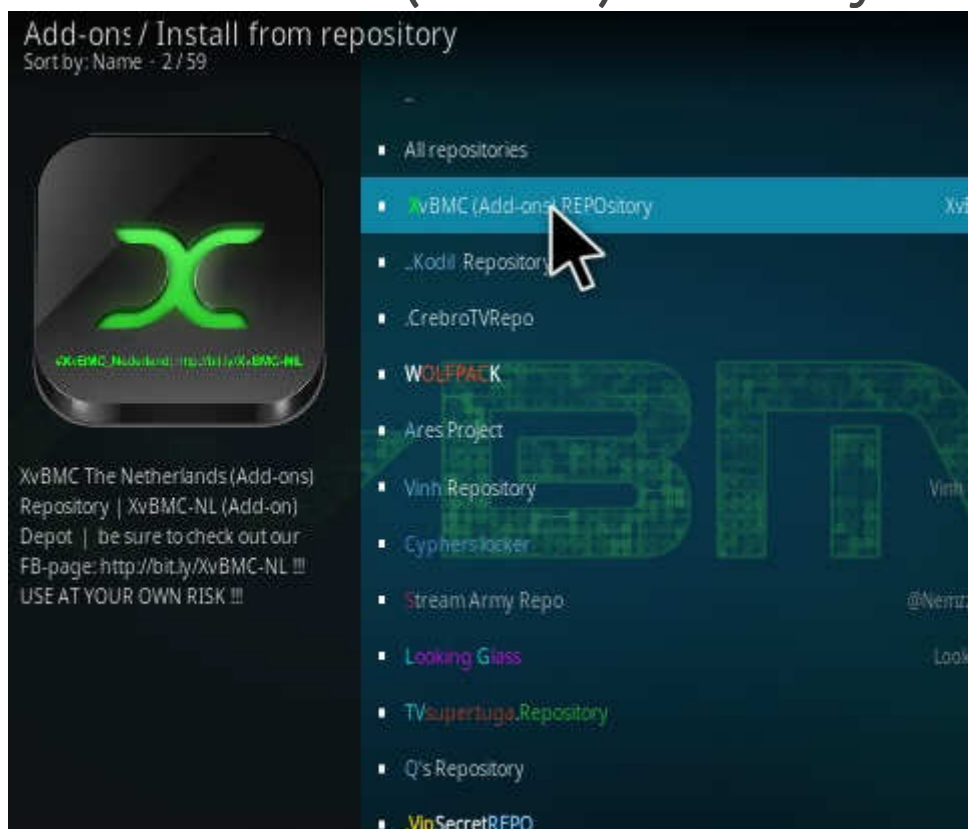 Add-ons / Install from repository
Sort by: Name - 2 / 59
..
All repositories
XvBMC (Add-ons) REPOsitory
_Kodil Repository
.CrebroTVRepo
WOLFPACK
Ares Project
Vinh Repository
Vinh
Cypherslocker
Stream Army Repo
Looking Glass
Look
TVsupertuga.Repository
Q's Repository
.VipSecretREPO
XvBMC The Netherlands (Add-ons)
Repository | XvBMC-NL (Add-on)
Depot | be sure to check out our
FB-page: http://bit.ly/XvBMC-NL !!!
USE AT YOUR OWN RISK !!!